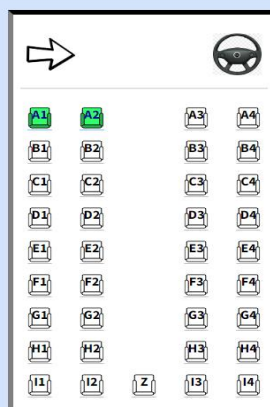 A1 A2 A3 A4
B1 B2 B3 B4
C1 C2 C3 C4
D1 D2 D3 D4
E1 E2 E3 E4
F1 F2 F3 F4
G1 G2 G3 G4
H1 H2 H3 H4
I1 I2 Z I3 I4